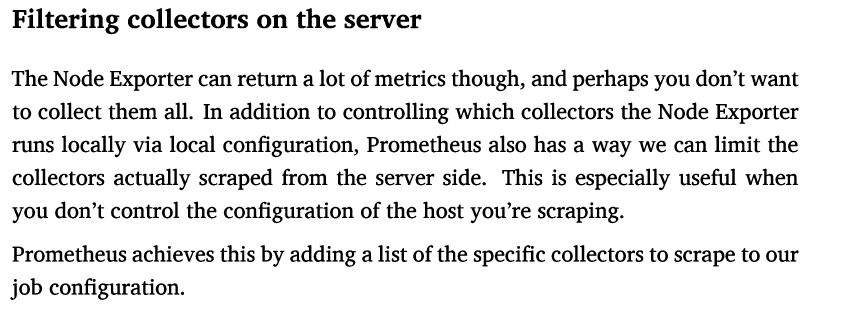 Filtering collectors on the server
The Node Exporter can return a lot of metrics though, and perhaps you don’t want
to collect them all. In addition to controlling which collectors the Node Exporter
runs locally via local configuration, Prometheus also has a way we can limit the
collectors actually scraped from the server side. This is especially useful when
you don’t control the configuration of the host you’re scraping.
Prometheus achieves this by adding a list of the specific collectors to scrape to our
job configuration.